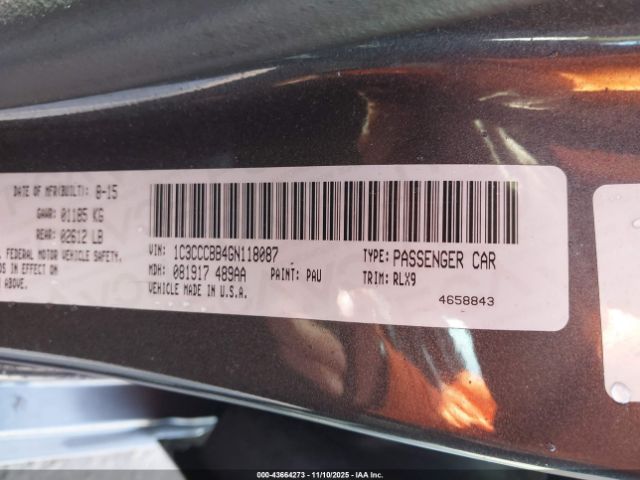 DATE OF MFR(BUILT): 8-15
GAWR: 01185 KG
REAR: 02612 LB
FEDERAL MOTOR VEHICLE SAFETY.
DS IN EFFECT ON
ABOVE.
VIN: 1C3CCCBB4GN118087
MDH: 081917 489AA PAINT: PAU
VEHICLE MADE IN U.S.A.
TYPE: PASSENGER CAR
TRIM: RLX9
4658843
000-43664273 - 11/10/2025 - IAA Inc.